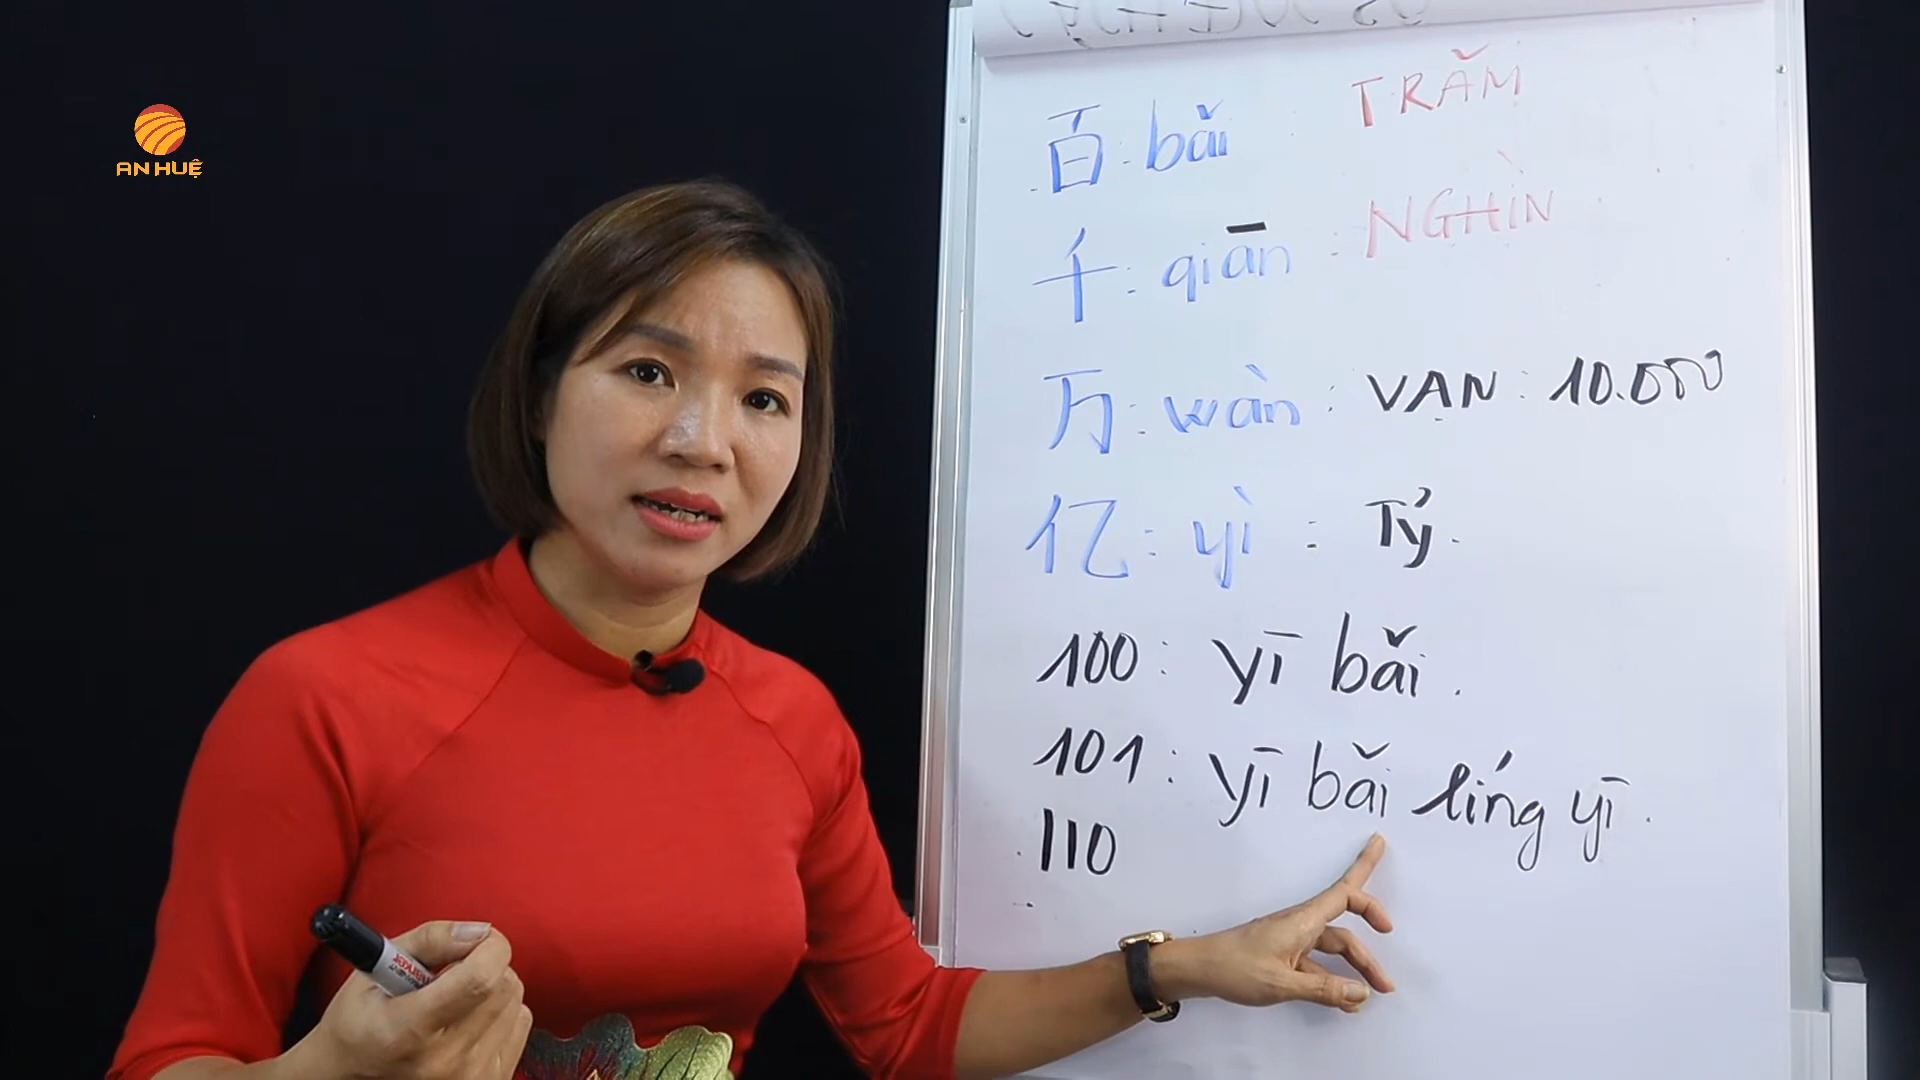 AN HUỆ
百 : bǎi : TRĂM
千 : qiān : NGHÌN
万 : wàn : VẠN : 10.000
亿 : yì : Tỷ.
100 : yī bǎi.
101 : yī bǎi líng yī.
110